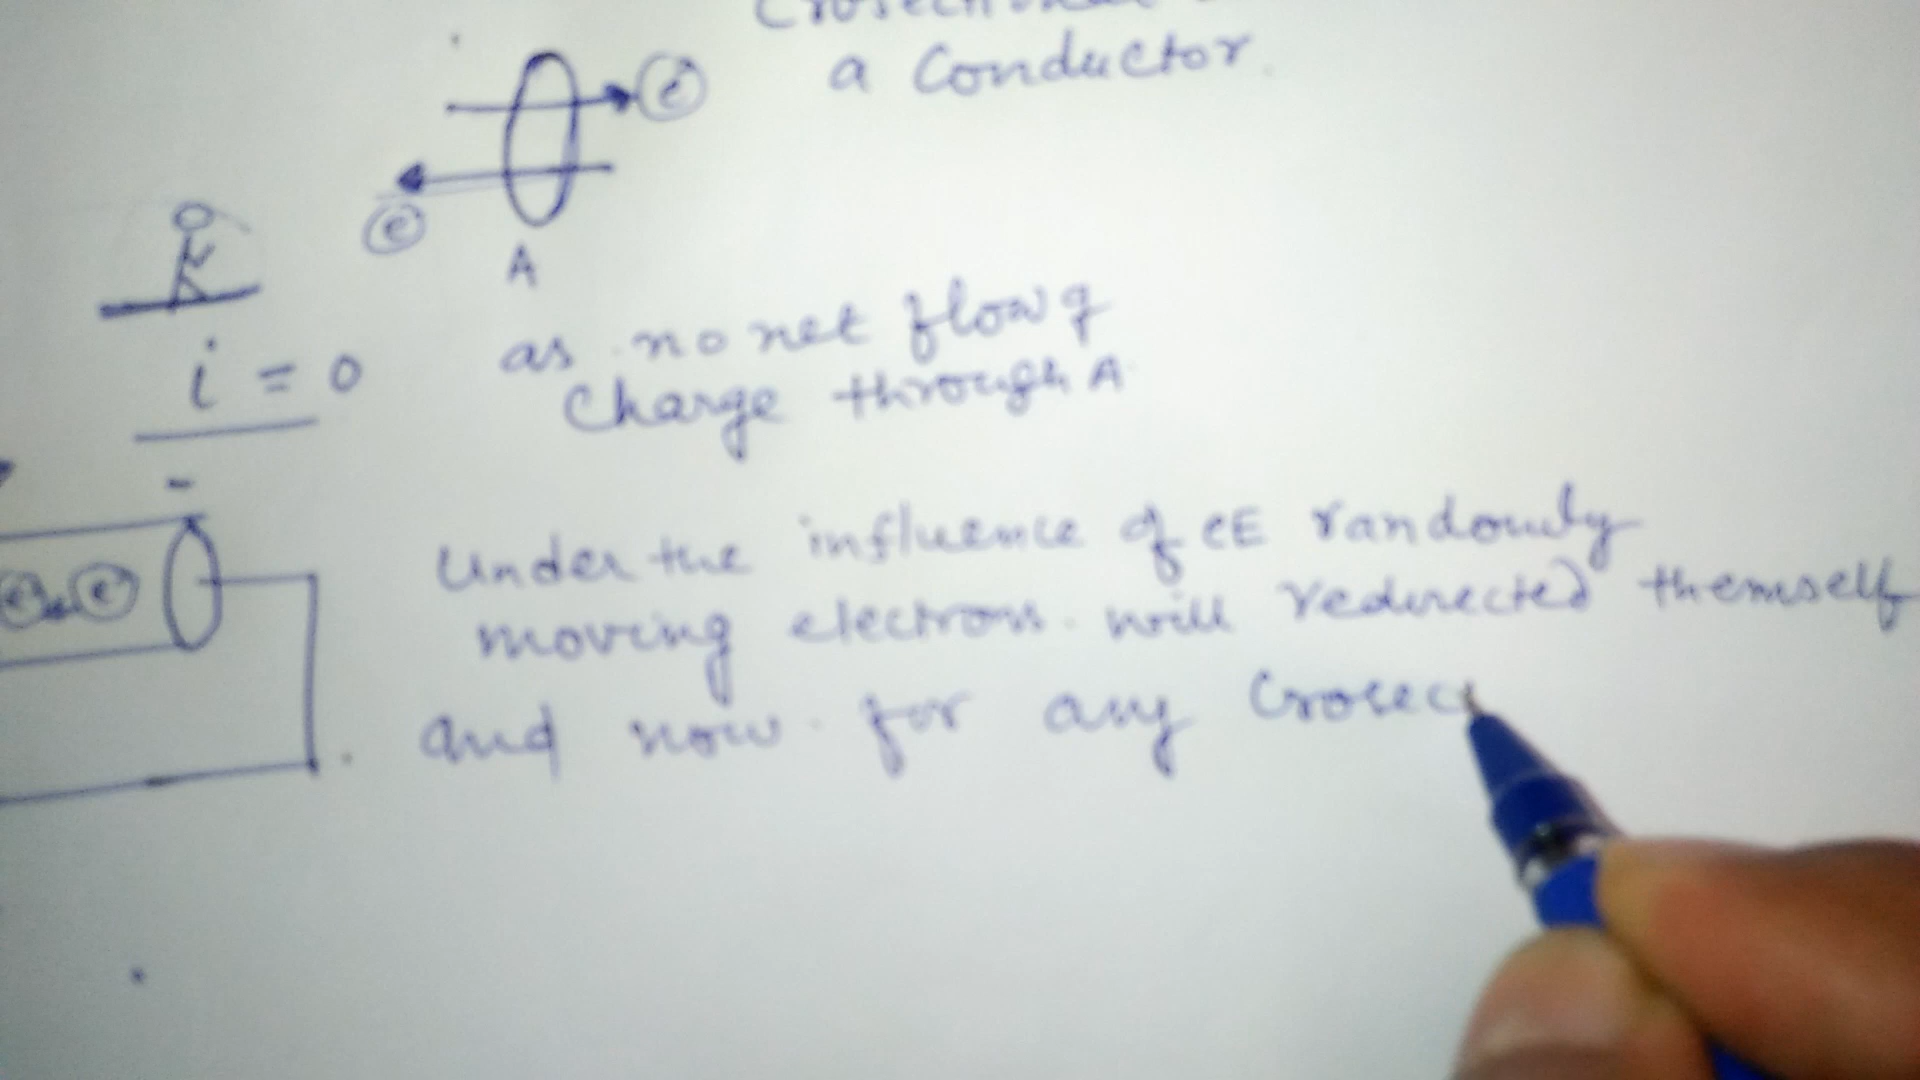 a Conductor.
e
e
A
i = 0
as no net flow of
Charge through A
-
e e
Under the influence of eE randomly
moving electrons will redirected themself
and now for any Crosec